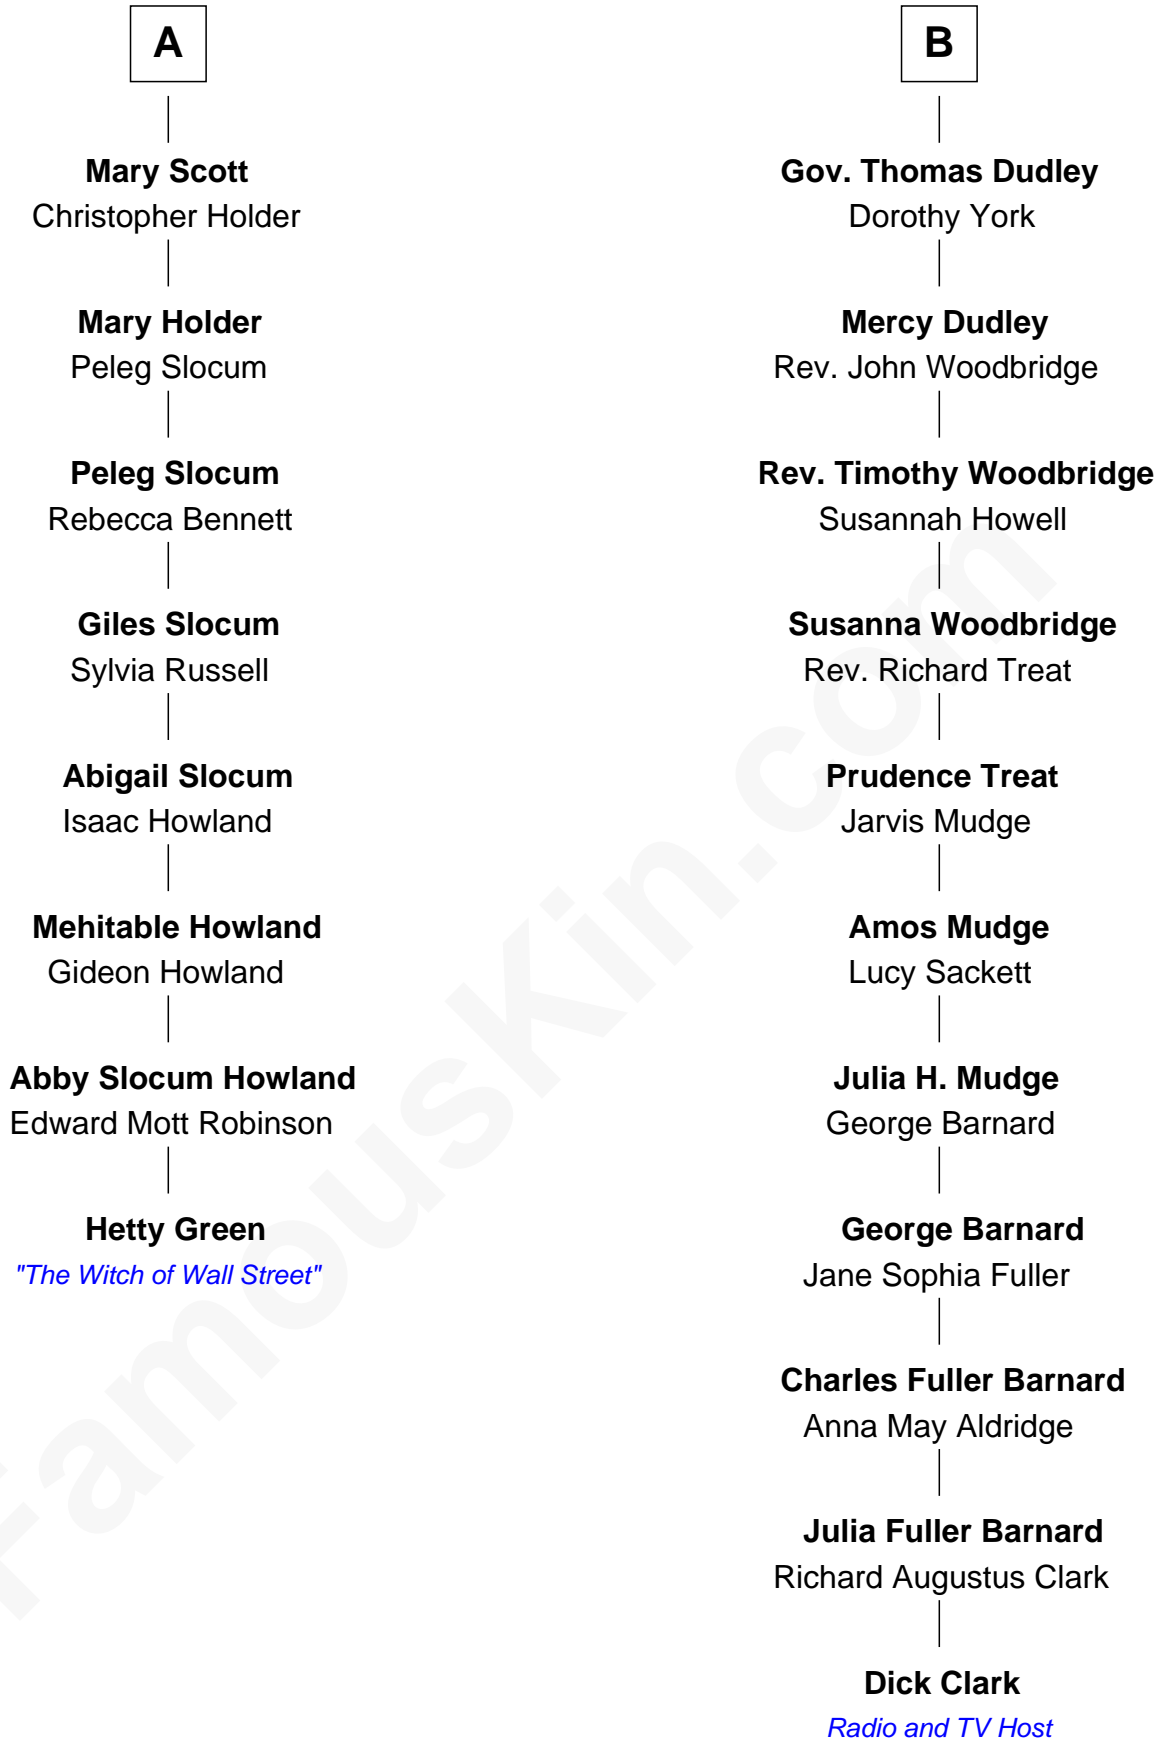 A
Mary Scott
Christopher Holder
Mary Holder
Peleg Slocum
Peleg Slocum
Rebecca Bennett
Giles Slocum
Sylvia Russell
Abigail Slocum
Isaac Howland
Mehitable Howland
Gideon Howland
Abby Slocum Howland
Edward Mott Robinson
Hetty Green
"The Witch of Wall Street"
B
Gov. Thomas Dudley
Dorothy York
Mercy Dudley
Rev. John Woodbridge
Rev. Timothy Woodbridge
Susannah Howell
Susanna Woodbridge
Rev. Richard Treat
Prudence Treat
Jarvis Mudge
Amos Mudge
Lucy Sackett
Julia H. Mudge
George Barnard
George Barnard
Jane Sophia Fuller
Charles Fuller Barnard
Anna May Aldridge
Julia Fuller Barnard
Richard Augustus Clark
Dick Clark
Radio and TV Host
FamousKin.com